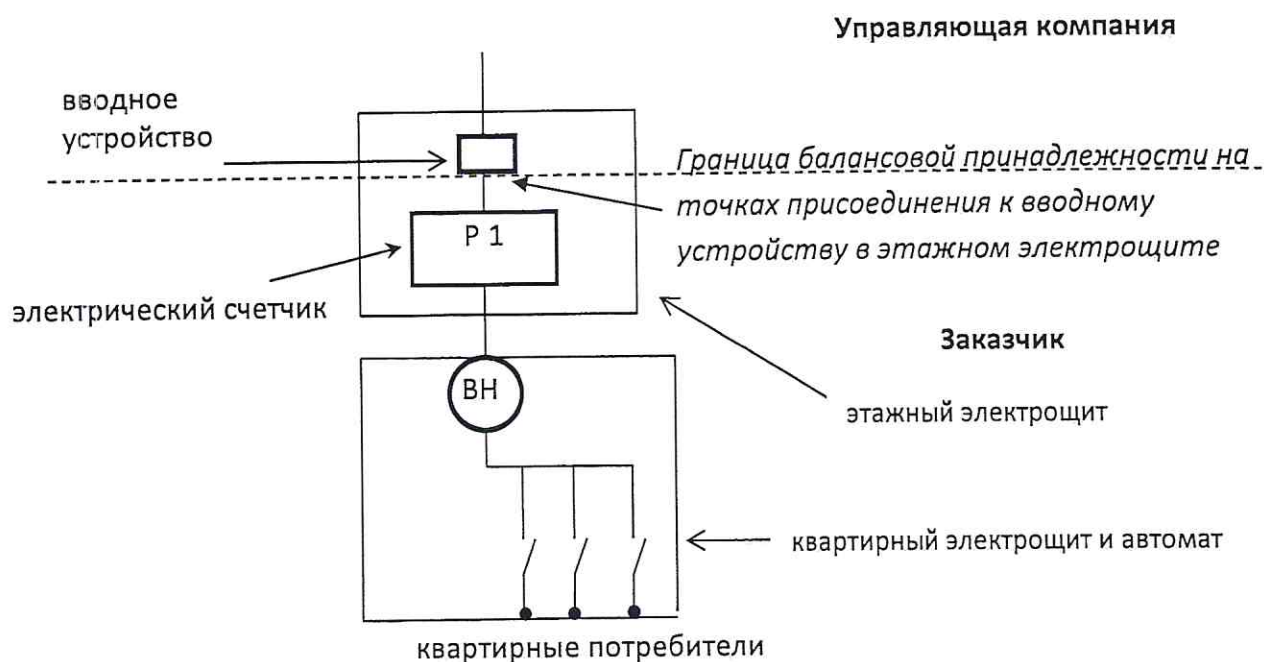 Управляющая компания
вводное
устройство
Граница балансовой принадлежности на
точках присоединения к вводному
устройству в этажном электрощите
Р 1
электрический счетчик
Заказчик
ВН
этажный электрощит
квартирный электрощит и автомат
квартирные потребители